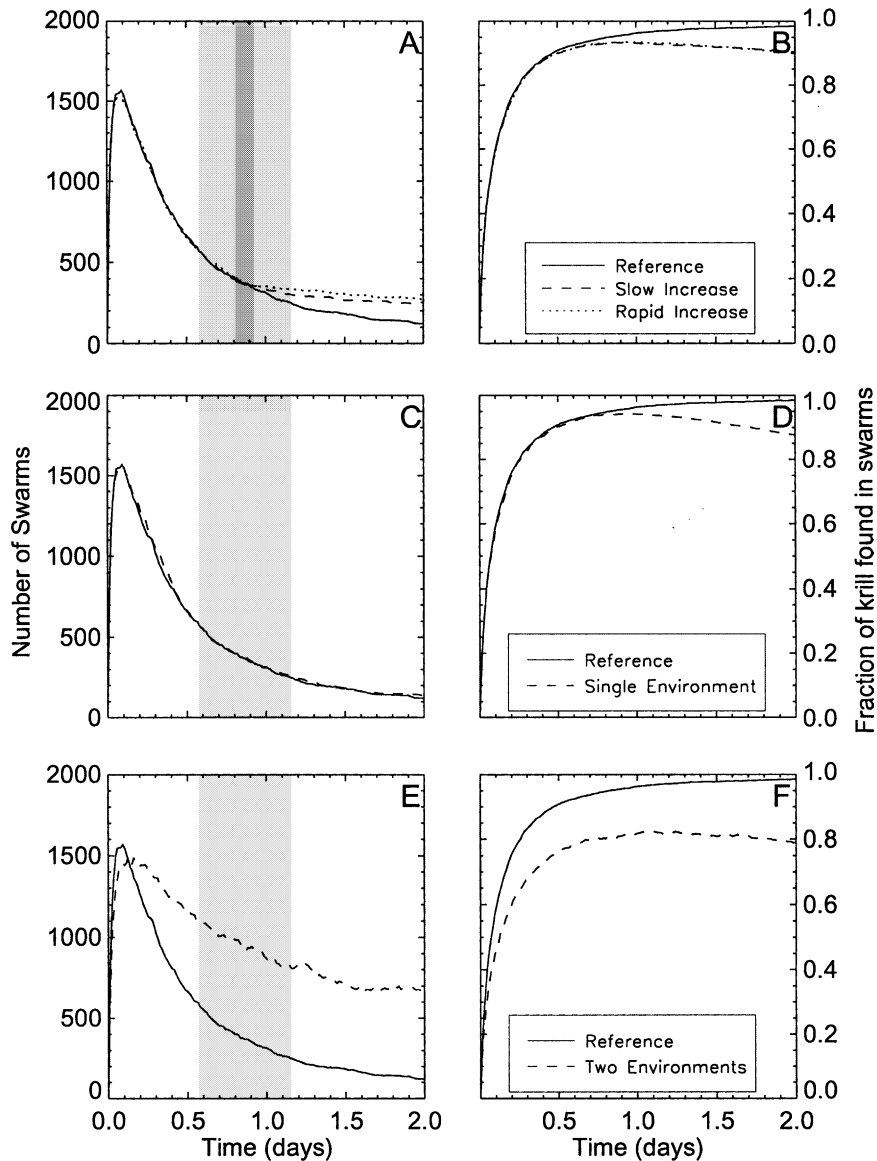 A
2000
1500
1000
500
0
B
1.0
0.8
0.6
0.4
0.2
0.0
Reference
Slow Increase
Rapid Increase
C
2000
1500
1000
500
0
D
1.0
0.8
0.6
0.4
0.2
0.0
Reference
Single Environment
Number of Swarms
Fraction of krill found in swarms
E
2000
1500
1000
500
0
0.0 0.5 1.0 1.5 2.0
Time (days)
F
1.0
0.8
0.6
0.4
0.2
0.0
Reference
Two Environments
0.5 1.0 1.5 2.0
Time (days)